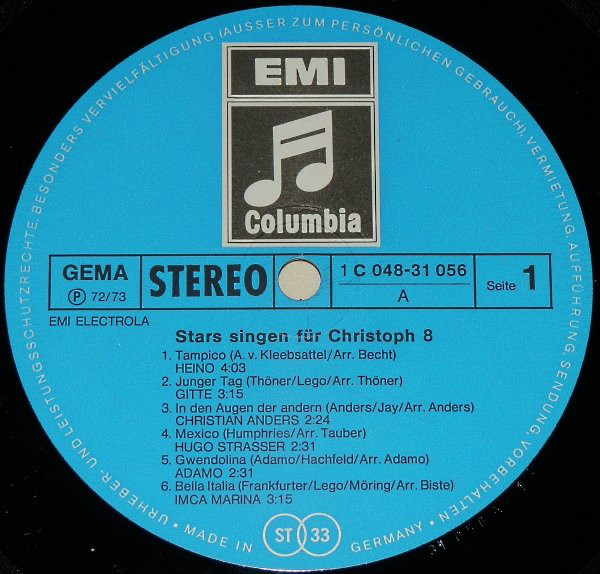 URHEBER- UND LEISTUNGSSCHUTZRECHTE, BESONDERS VERVIELFÄLTIGUNG (AUSSER ZUM PERSÖNLICHEN GEBRAUCH), VERMIETUNG, AUFFÜHRUNG, SENDUNG, VORBEHALTEN
EMI
Columbia
GEMA
Ⓟ 72/73
STEREO
1 C 048-31 056
A
Seite 1
EMI ELECTROLA
Stars singen für Christoph 8
1. Tampico (A. v. Kleebsattel/Arr. Becht)
HEINO 4:03
2. Junger Tag (Thöner/Lego/Arr. Thöner)
GITTE 3:15
3. In den Augen der andern (Anders/Jay/Arr. Anders)
CHRISTIAN ANDERS 2:24
4. Mexico (Humphries/Arr. Tauber)
HUGO STRASSER 2:31
5. Gwendolina (Adamo/Hachfeld/Arr. Adamo)
ADAMO 2:31
6. Bella Italia (Frankfurter/Lego/Möring/Arr. Biste)
IMCA MARINA 3:15
• MADE IN ST 33 GERMANY •